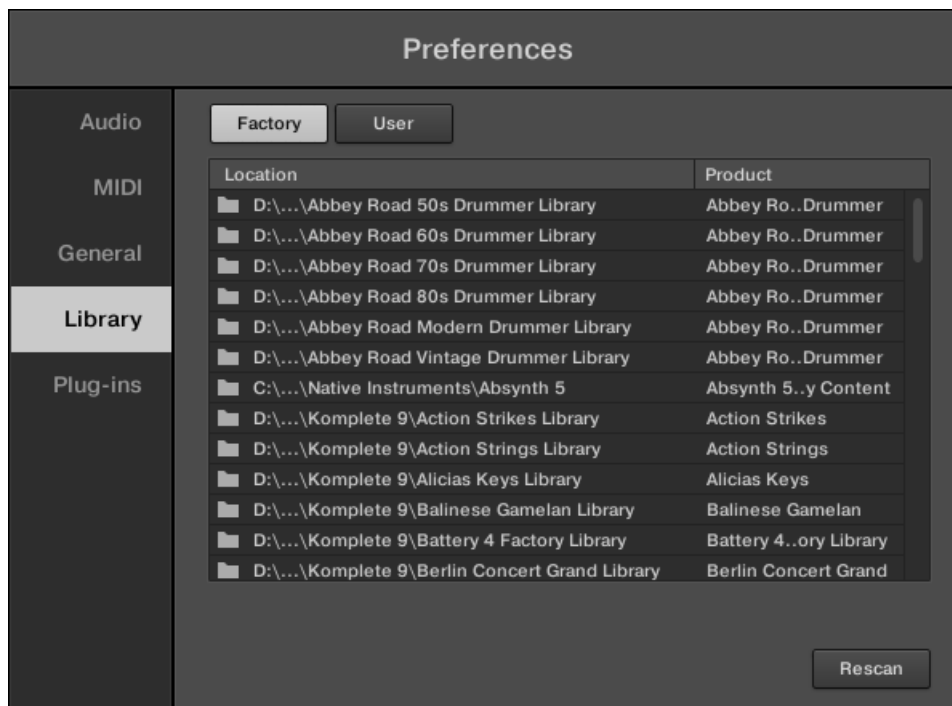 Preferences
Audio
MIDI
General
Library
Plug-ins
Factory User
Location Product
D:\...\Abbey Road 50s Drummer Library Abbey Ro..Drummer
D:\...\Abbey Road 60s Drummer Library Abbey Ro..Drummer
D:\...\Abbey Road 70s Drummer Library Abbey Ro..Drummer
D:\...\Abbey Road 80s Drummer Library Abbey Ro..Drummer
D:\...\Abbey Road Modern Drummer Library Abbey Ro..Drummer
D:\...\Abbey Road Vintage Drummer Library Abbey Ro..Drummer
C:\...\Native Instruments\Absynth 5 Absynth 5..y Content
D:\...\Komplete 9\Action Strikes Library Action Strikes
D:\...\Komplete 9\Action Strings Library Action Strings
D:\...\Komplete 9\Alicias Keys Library Alicias Keys
D:\...\Komplete 9\Balinese Gamelan Library Balinese Gamelan
D:\...\Komplete 9\Battery 4 Factory Library Battery 4..ory Library
D:\...\Komplete 9\Berlin Concert Grand Library Berlin Concert Grand
Rescan